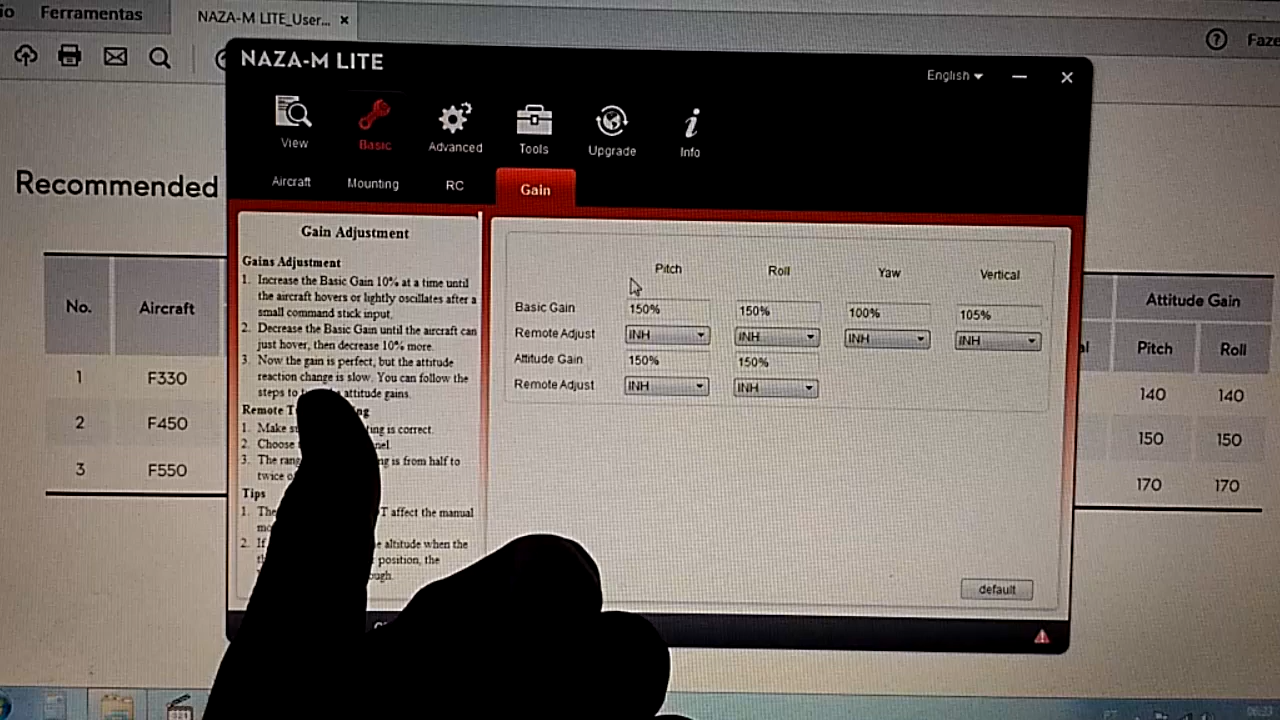 Ferramentas
NAZA-M LITE_User... ×
Faze
NAZA-M LITE
English
View
Basic
Advanced
Tools
Upgrade
Info
Aircraft
Mounting
RC
Gain
Recommended
Gain Adjustment
Gains Adjustment
1. Increase the Basic Gain 10% at a time until
the aircraft hovers or lightly oscillates after a
small command stick input.
2. Decrease the Basic Gain until the aircraft can
just hover, then decrease 10% more.
3. Now the gain is perfect, but the attitude
reaction change is slow. You can follow the
steps to attitude gains.
Remote
1. Make is correct.
2. Choose
3. The is from half to
twice
Tips
1. The affect the manual
2. If altitude when the
position, the
Pitch Roll Yaw Vertical
Basic Gain 150% 150% 100% 105%
Remote Adjust INH INH INH INH
Attitude Gain 150% 150%
Remote Adjust INH INH
default
No. Aircraft
1 F330
2 F450
3 F550
Attitude Gain
Pitch Roll
140 140
150 150
170 170